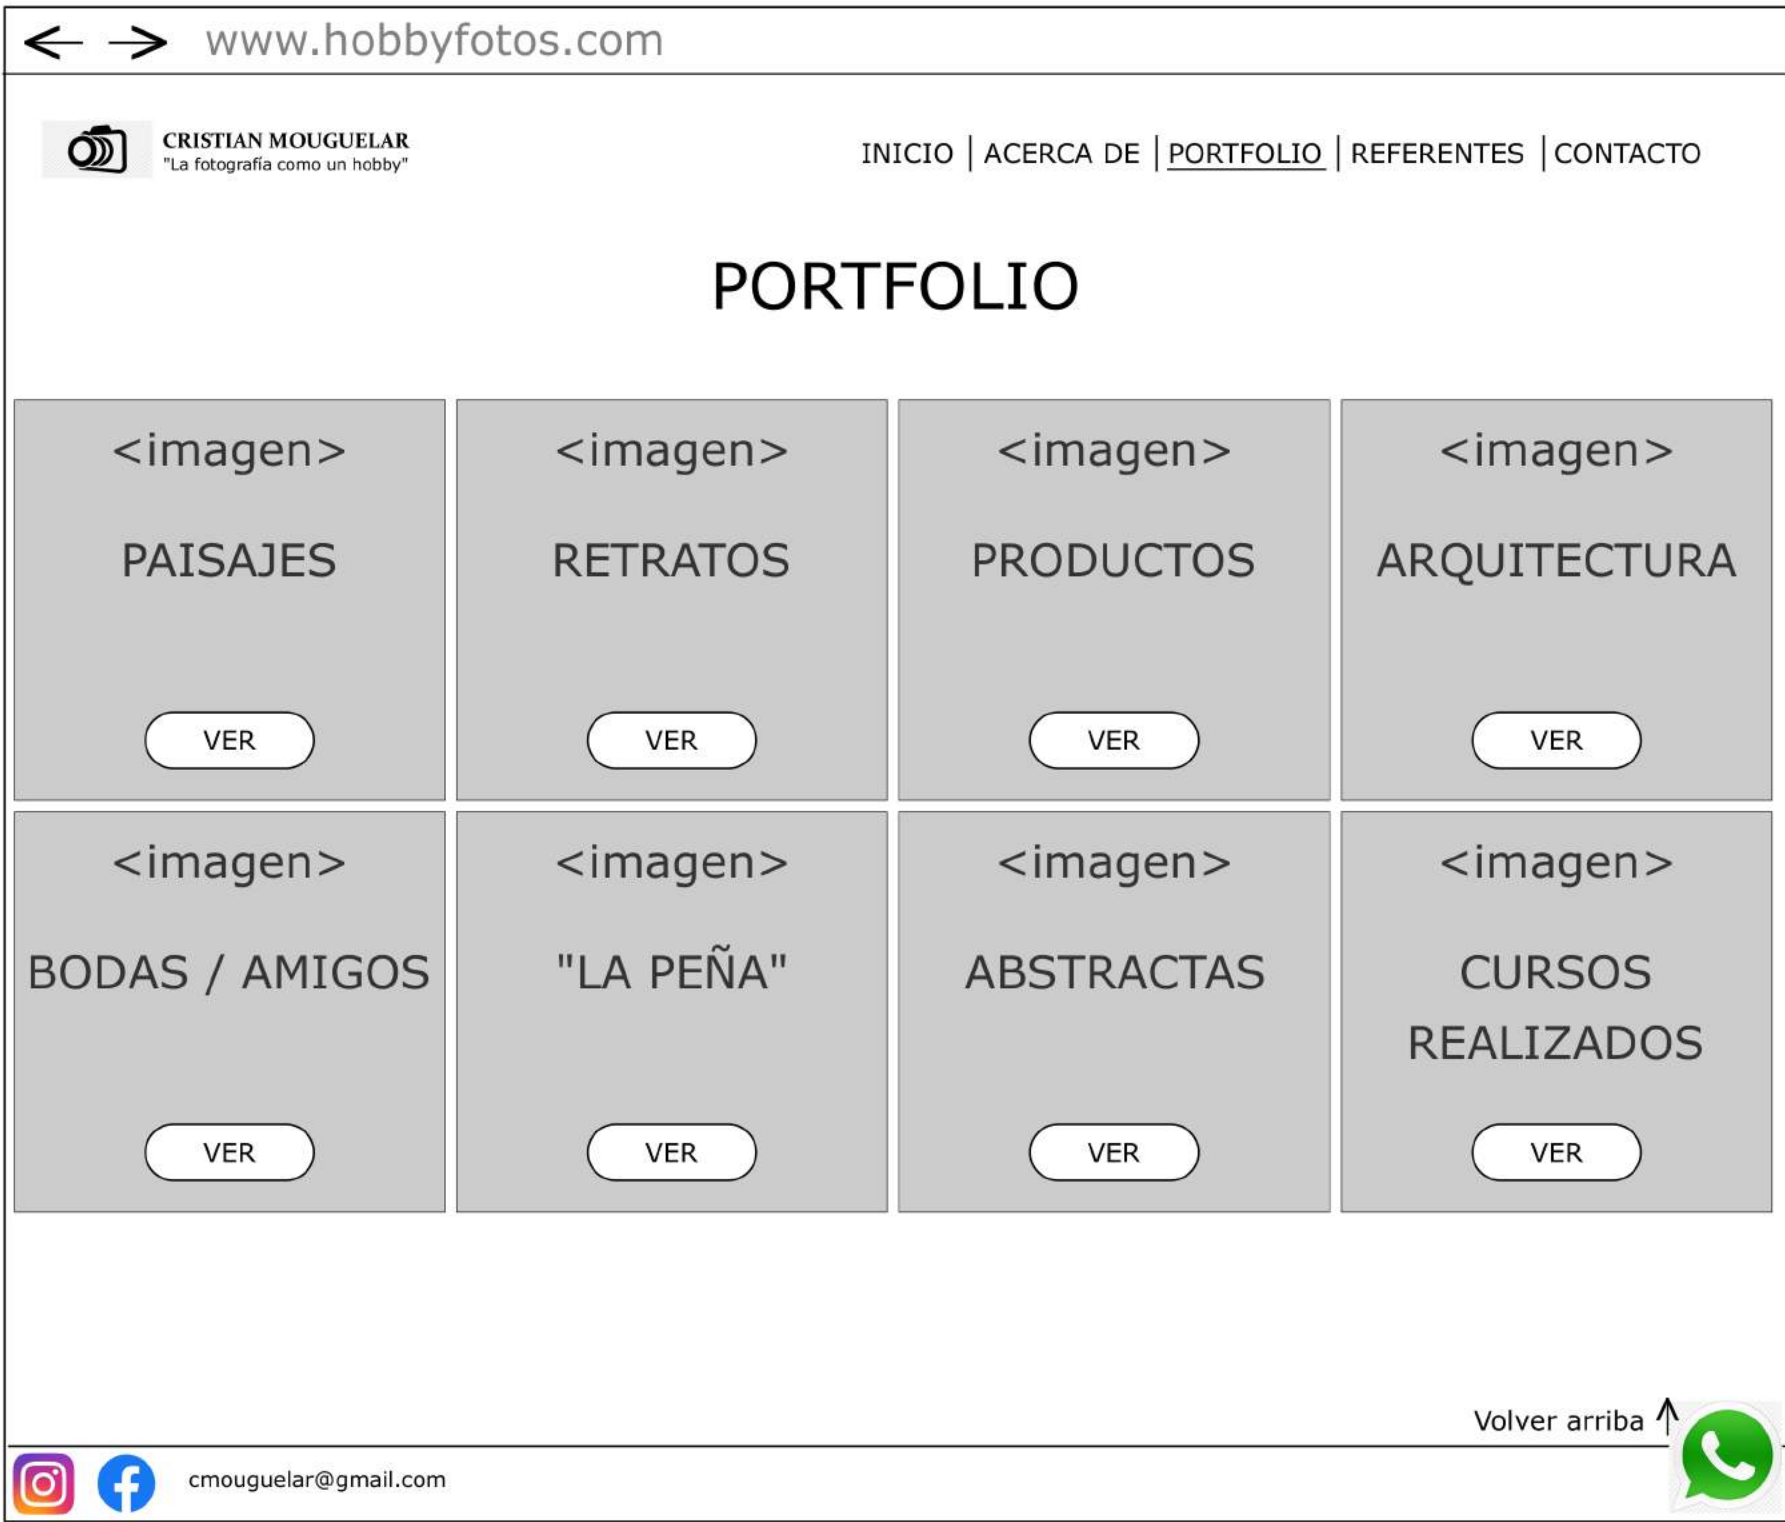 www.hobbyfotos.com
CRISTIAN MOUGUELAR
"La fotografía como un hobby"
INICIO | ACERCA DE | PORTFOLIO | REFERENTES | CONTACTO
PORTFOLIO
<imagen> <imagen> <imagen> <imagen>
PAISAJES RETRATOS PRODUCTOS ARQUITECTURA
VER VER VER VER
<imagen> <imagen> <imagen> <imagen>
BODAS / AMIGOS "LA PEÑA" ABSTRACTAS CURSOS
REALIZADOS
VER VER VER VER
Volver arriba
cmouguelar@gmail.com